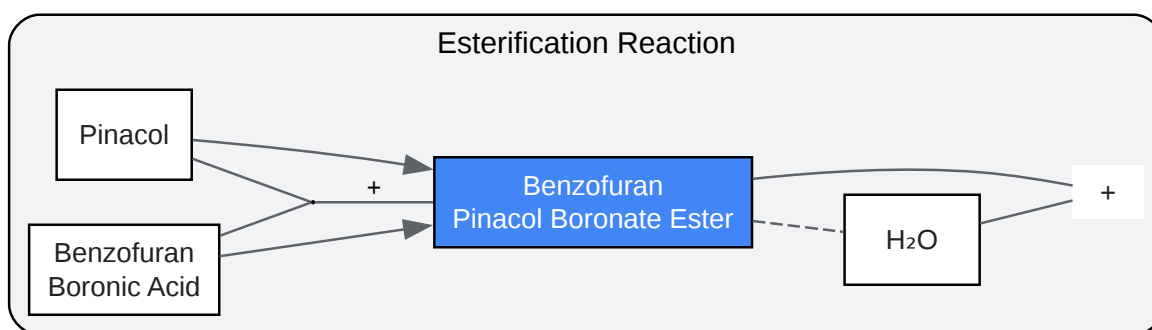 Esterification Reaction
Pinacol
+
Benzofuran
Pinacol Boronate Ester
+
Benzofuran
Boronic Acid
H₂O